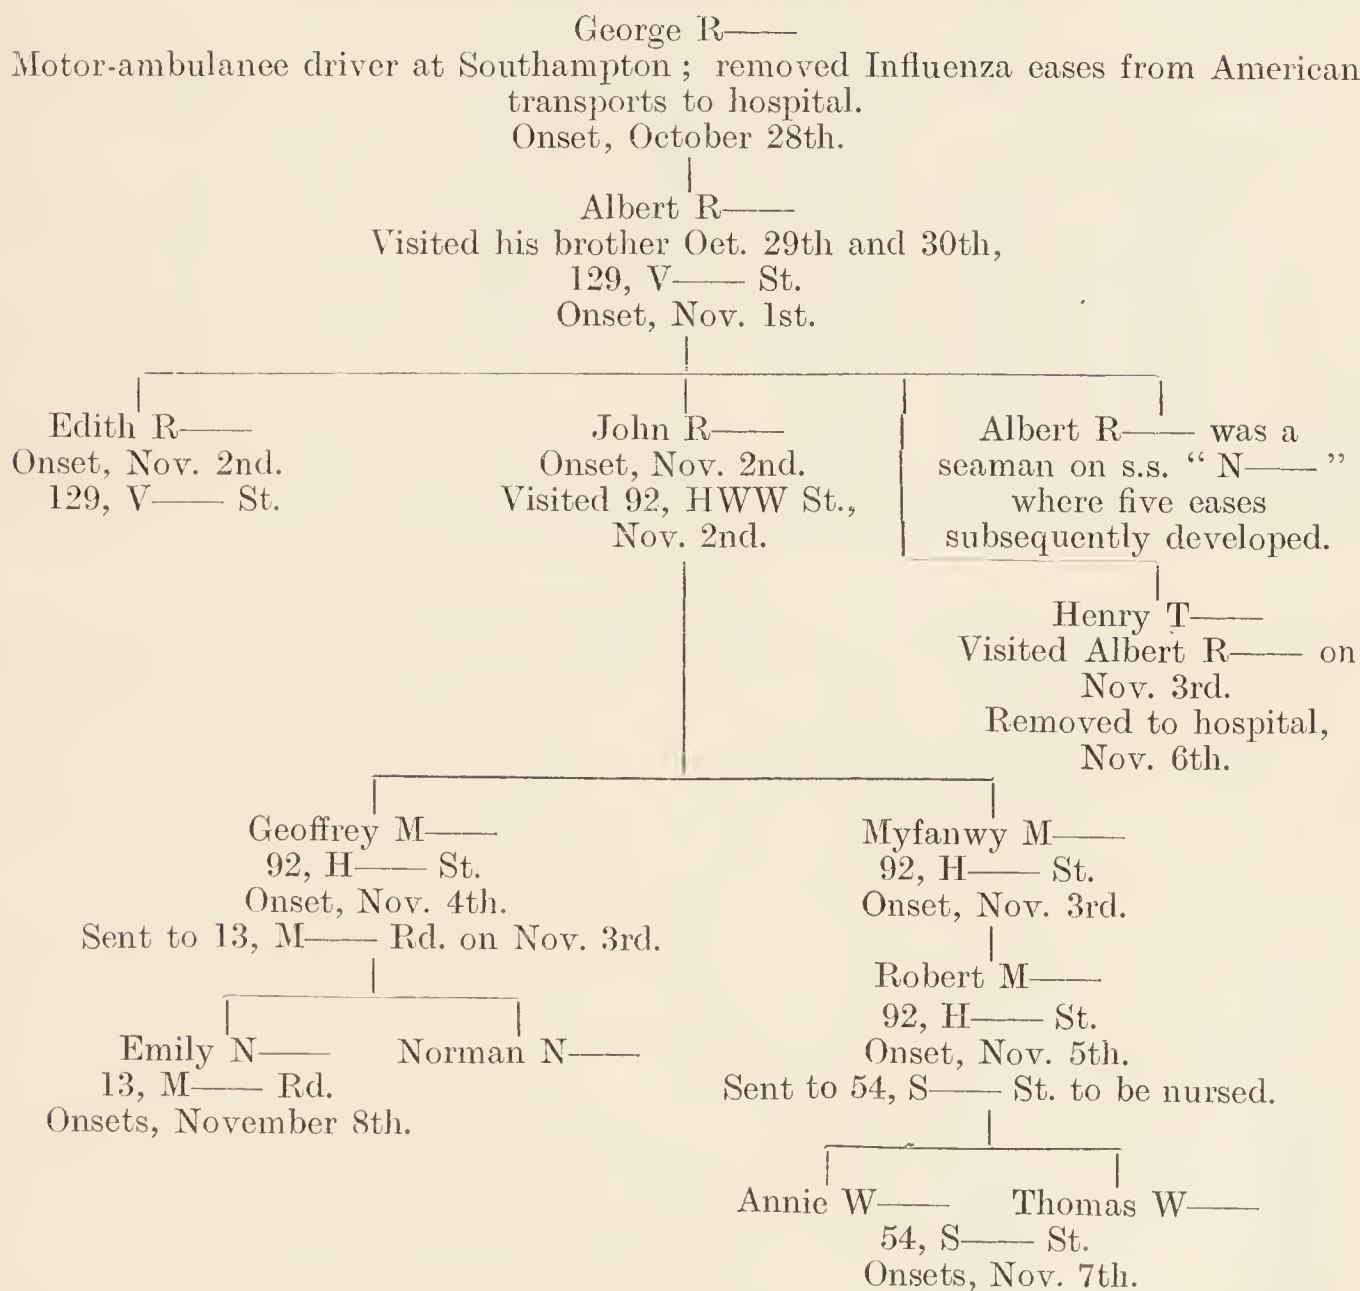 George R——
Motor-ambulanee driver at Southampton ; removed Influenza eases from American
transports to hospital.
Onset, October 28th.
Albert R——
Visited his brother Oet. 29th and 30th,
129, V—— St.
Onset, Nov. 1st.
Edith R——
Onset, Nov. 2nd.
129, V—— St.
John R——
Onset, Nov. 2nd.
Visited 92, HWW St.,
Nov. 2nd.
Albert R—— was a
seaman on s.s. “ N—— ”
where five eases
subsequently developed.
Henry T——
Visited Albert R—— on
Nov. 3rd.
Removed to hospital,
Nov. 6th.
Geoffrey M——
92, H—— St.
Onset, Nov. 4th.
Sent to 13, M—— Rd. on Nov. 3rd.
Myfanwy M——
92, H—— St.
Onset, Nov. 3rd.
Robert M——
92, H—— St.
Onset, Nov. 5th.
Sent to 54, S—— St. to be nursed.
Emily N—— Norman N——
13, M—— Rd.
Onsets, November 8th.
Annie W—— Thomas W——
54, S—— St.
Onsets, Nov. 7th.